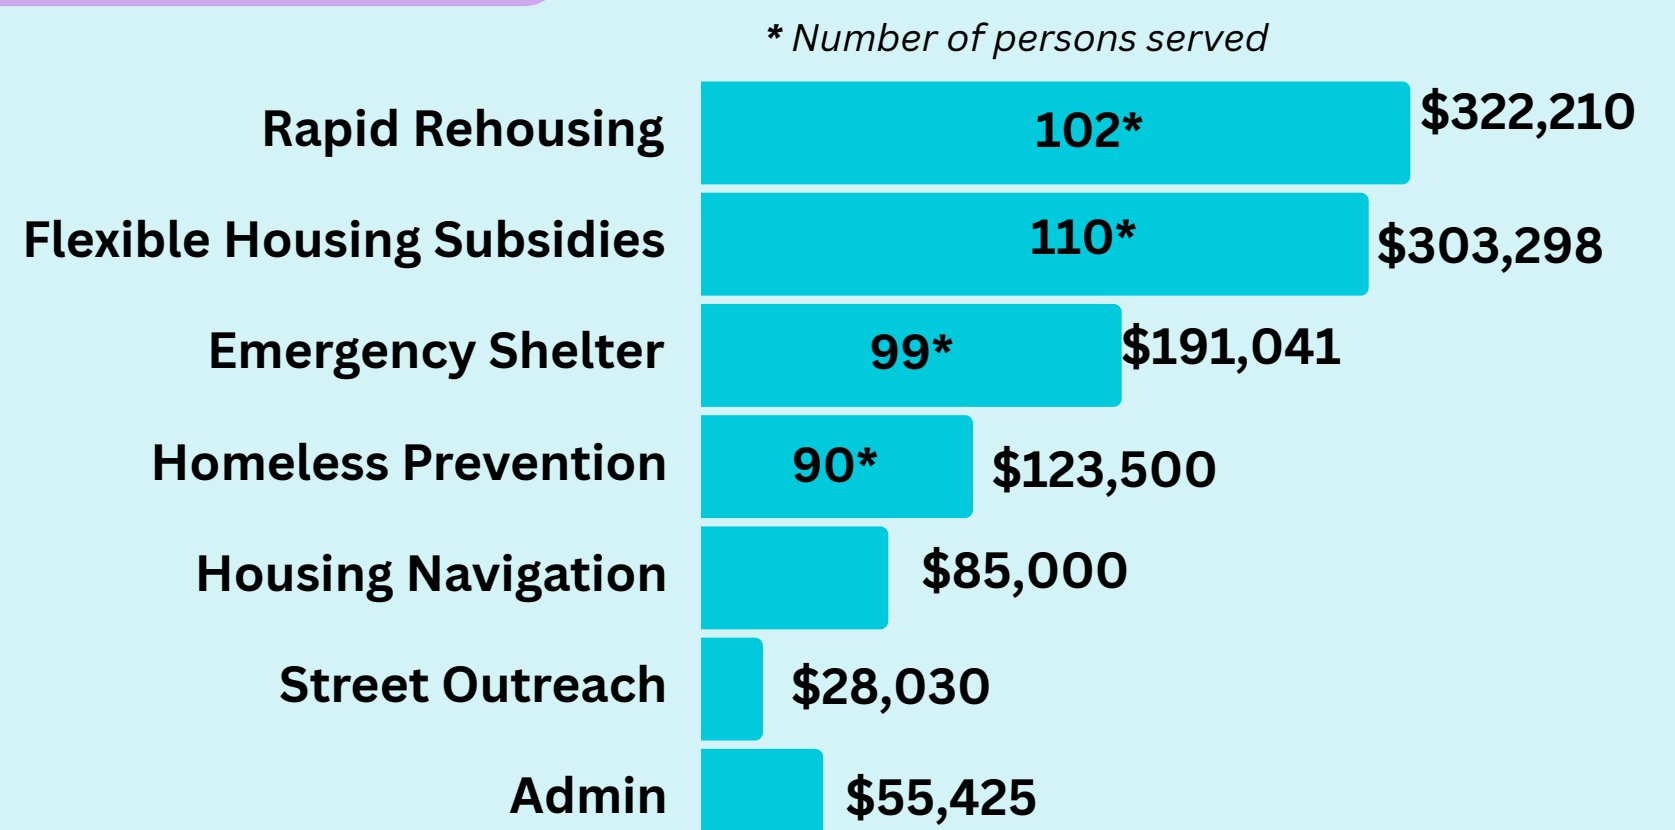 * Number of persons served
Rapid Rehousing 102* $322,210
Flexible Housing Subsidies 110* $303,298
Emergency Shelter 99* $191,041
Homeless Prevention 90* $123,500
Housing Navigation $85,000
Street Outreach $28,030
Admin $55,425